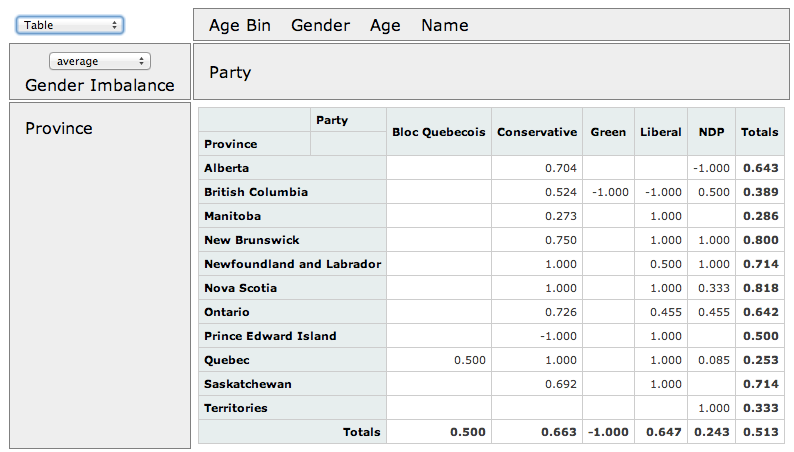 Table
Age Bin Gender Age Name
average
Gender Imbalance
Party
Province
Party
Bloc Quebecois Conservative Green Liberal NDP Totals
Province
Alberta 0.704 -1.000 0.643
British Columbia 0.524 -1.000 -1.000 0.500 0.389
Manitoba 0.273 1.000 0.286
New Brunswick 0.750 1.000 1.000 0.800
Newfoundland and Labrador 1.000 0.500 1.000 0.714
Nova Scotia 1.000 1.000 0.333 0.818
Ontario 0.726 0.455 0.455 0.642
Prince Edward Island -1.000 1.000 0.500
Quebec 0.500 1.000 1.000 0.085 0.253
Saskatchewan 0.692 1.000 0.714
Territories 1.000 0.333
Totals 0.500 0.663 -1.000 0.647 0.243 0.513